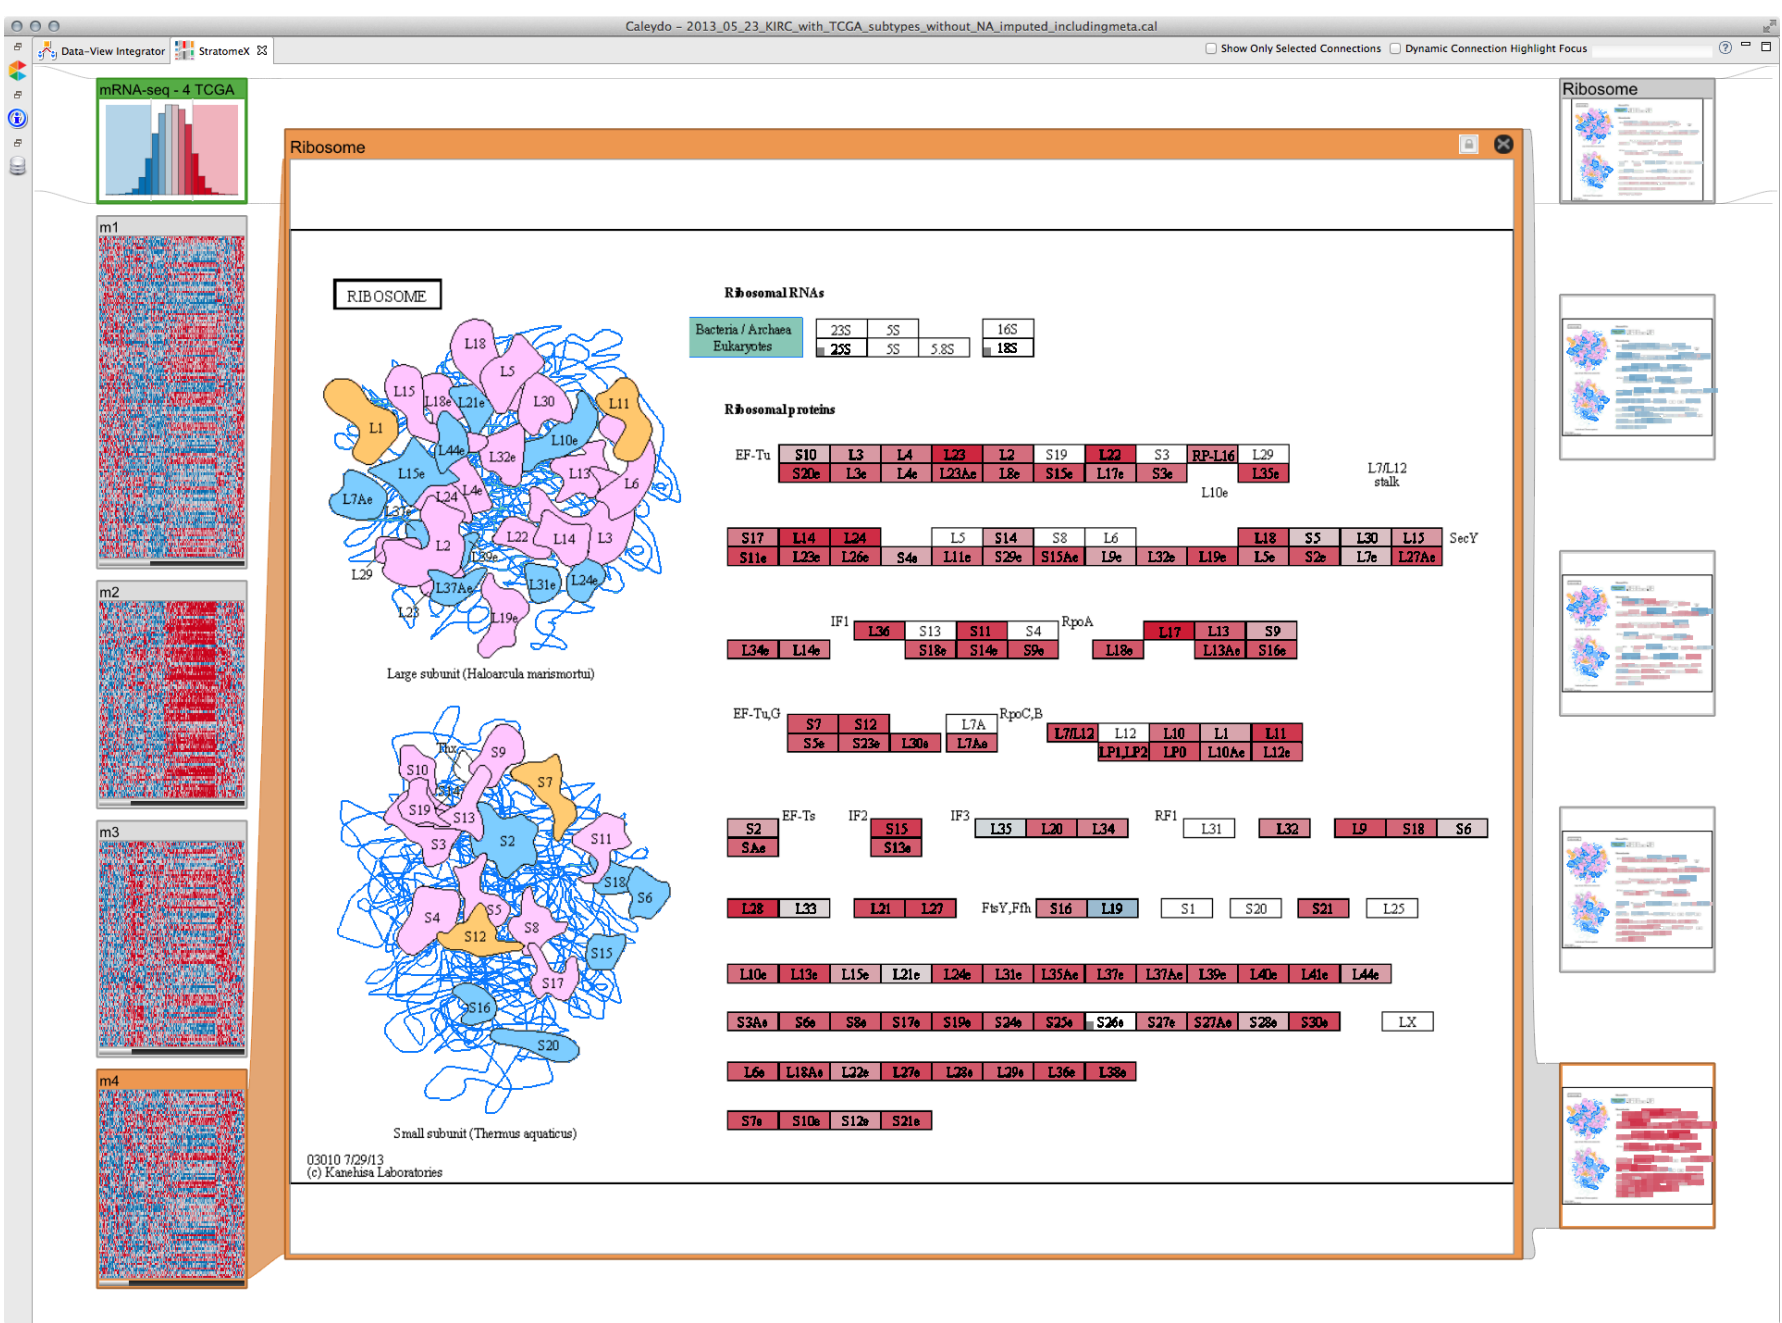 Caleydo - 2013_05_23_KIRC_with_TCGA_subtypes_without_NA_imputed_includingmeta.cal
Data-View Integrator StratomeX Show Only Selected Connections Dynamic Connection Highlight Focus
mRNA-seq - 4 TCGA
Ribosome
Ribosome
m1
m2
m3
m4
RIBOSOME
L18
L5
L15
L18e
L21e
L30
L11
L1
L44e
L10e
L32e
L15e
L13
L6
L7Ae
L24
L4e
L37e
L2
L22
L14
L3
L39e
L29
L37Ae
L31e
L24e
L23
L19e
Large subunit (Haloarcula marismortui)
Thx
S9
S10
S7
S14
S19
S13
S3
S2
S11
S18
S6
S4
S5
S8
S12
S15
S17
S16
S20
Small subunit (Thermus aquaticus)
03010 7/29/13
(c) Kanehisa Laboratories
Ribosomal RNAs
Bacteria / Archaea 23S 5S 16S
Eukaryotes 25S 5S 5.8S 18S
Ribosomal proteins
EF-Tu S10 L3 L4 L23 L2 S19 L22 S3 RP-L16 L29
S20e L3e L4e L23Ae L8e S15e L17e S3e L35e
L10e
L7/L12
stalk
S17 L14 L24 L5 S14 S8 L6 L18 S5 L30 L15 SecY
S11e L23e L26e S4e L11e S29e S15Ae L9e L32e L19e L5e S2e L7e L27Ae
IF1 L36 S13 S11 S4 RpoA L17 L13 S9
L34e L14e S18e S14e S9e L18e L13Ae S16e
EF-Tu,G S7 S12 L7A RpoC,B L7/L12 L12 L10 L1 L11
S5e S23e L30e L7Ae LP1,LP2 LP0 L10Ae L12e
S2 EF-Ts IF2 S15 IF3 L35 L20 L34 RF1 L31 L32 L9 S18 S6
SAe S13e
L28 L33 L21 L27 FtsY,Ffh S16 L19 S1 S20 S21 L25
L10e L13e L15e L21e L24e L31e L35Ae L37e L37Ae L39e L40e L41e L44e
S3Ae S6e S8e S17e S19e S24e S25e S26e S27e S27Ae S28e S30e LX
L6e L18Ae L22e L27e L28e L29e L36e L38e
S7e S10e S12e S21e